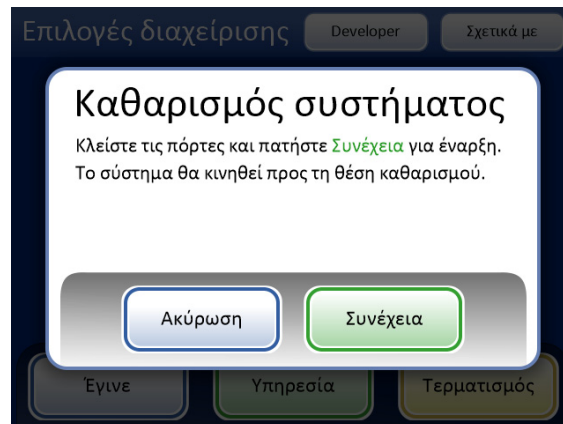 Επιλογές διαχείρισης Developer Σχετικά με
Καθαρισμός συστήματος
Κλείστε τις πόρτες και πατήστε Συνέχεια για έναρξη.
Το σύστημα θα κινηθεί προς τη θέση καθαρισμού.
Ακύρωση Συνέχεια
Έγινε Υπηρεσία Τερματισμός